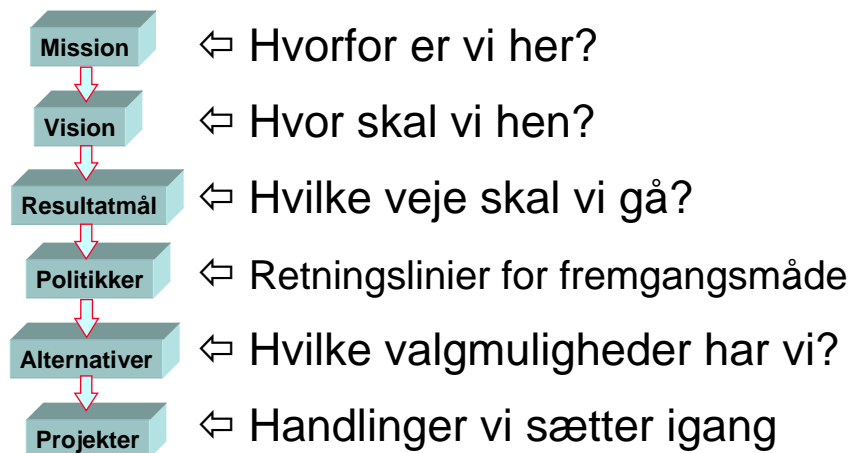 Mission ⇦ Hvorfor er vi her?
Vision ⇦ Hvor skal vi hen?
Resultatmål ⇦ Hvilke veje skal vi gå?
Politikker ⇦ Retningslinier for fremgangsmåde
Alternativer ⇦ Hvilke valgmuligheder har vi?
Projekter ⇦ Handlinger vi sætter igang